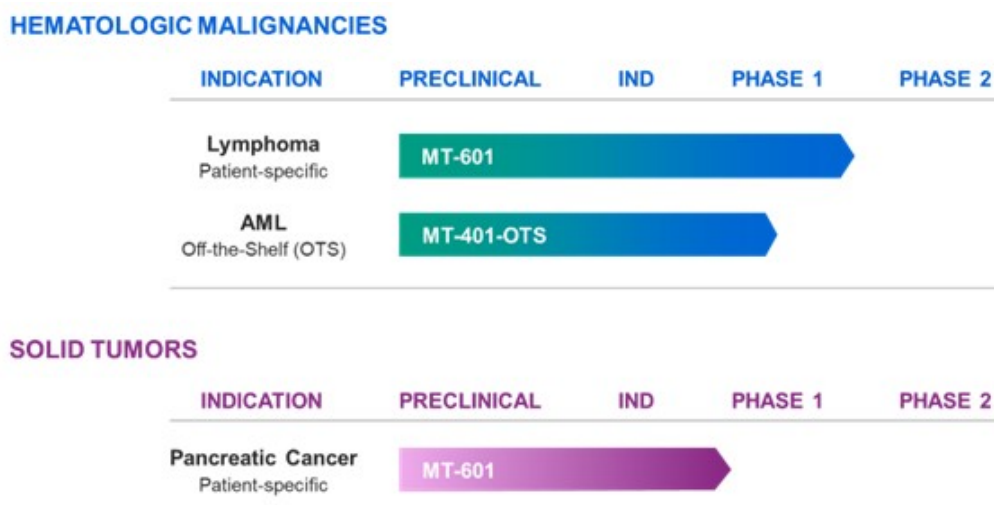 HEMATOLOGIC MALIGNANCIES
INDICATION PRECLINICAL IND PHASE 1 PHASE 2
Lymphoma
Patient-specific
MT-601
AML
Off-the-Shelf (OTS)
MT-401-OTS
SOLID TUMORS
INDICATION PRECLINICAL IND PHASE 1 PHASE 2
Pancreatic Cancer
Patient-specific
MT-601